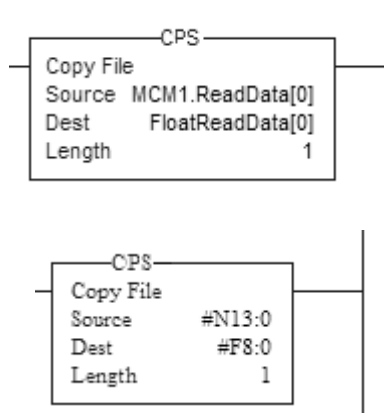 CPS
Copy File
Source MCM1.ReadData[0]
Dest FloatReadData[0]
Length 1
CPS
Copy File
Source #N13:0
Dest #F8:0
Length 1